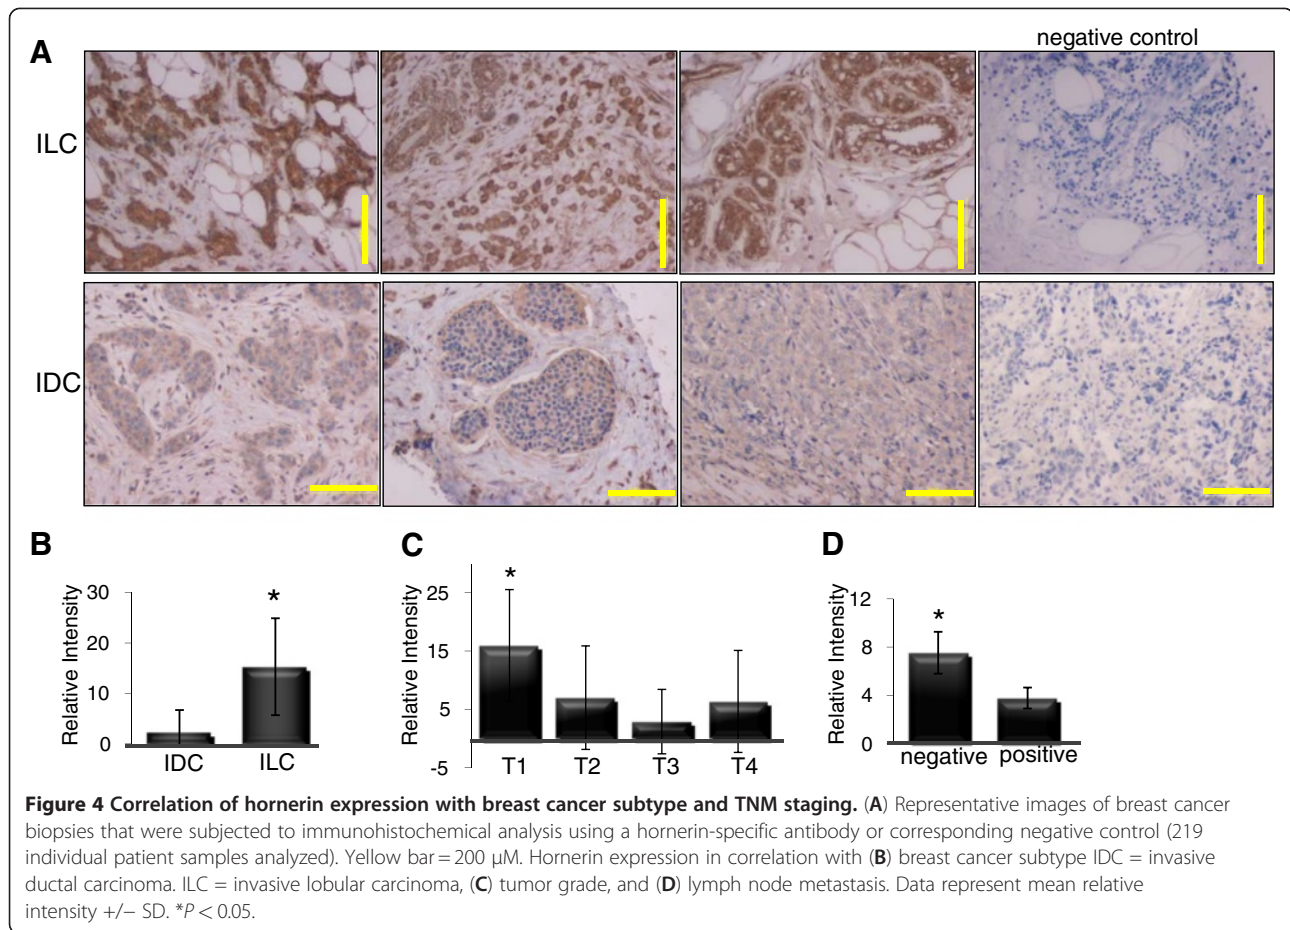 negative control
A
ILC
IDC
B
Relative Intensity
30
20
10
0
*
IDC ILC
C
Relative Intensity
25
15
5
-5
*
T1 T2 T3 T4
D
Relative Intensity
12
8
4
0
*
negative positive
Figure 4 Correlation of hornerin expression with breast cancer subtype and TNM staging. (A) Representative images of breast cancer
biopsies that were subjected to immunohistochemical analysis using a hornerin-specific antibody or corresponding negative control (219
individual patient samples analyzed). Yellow bar = 200 μM. Hornerin expression in correlation with (B) breast cancer subtype IDC = invasive
ductal carcinoma. ILC = invasive lobular carcinoma, (C) tumor grade, and (D) lymph node metastasis. Data represent mean relative
intensity +/− SD. *P < 0.05.